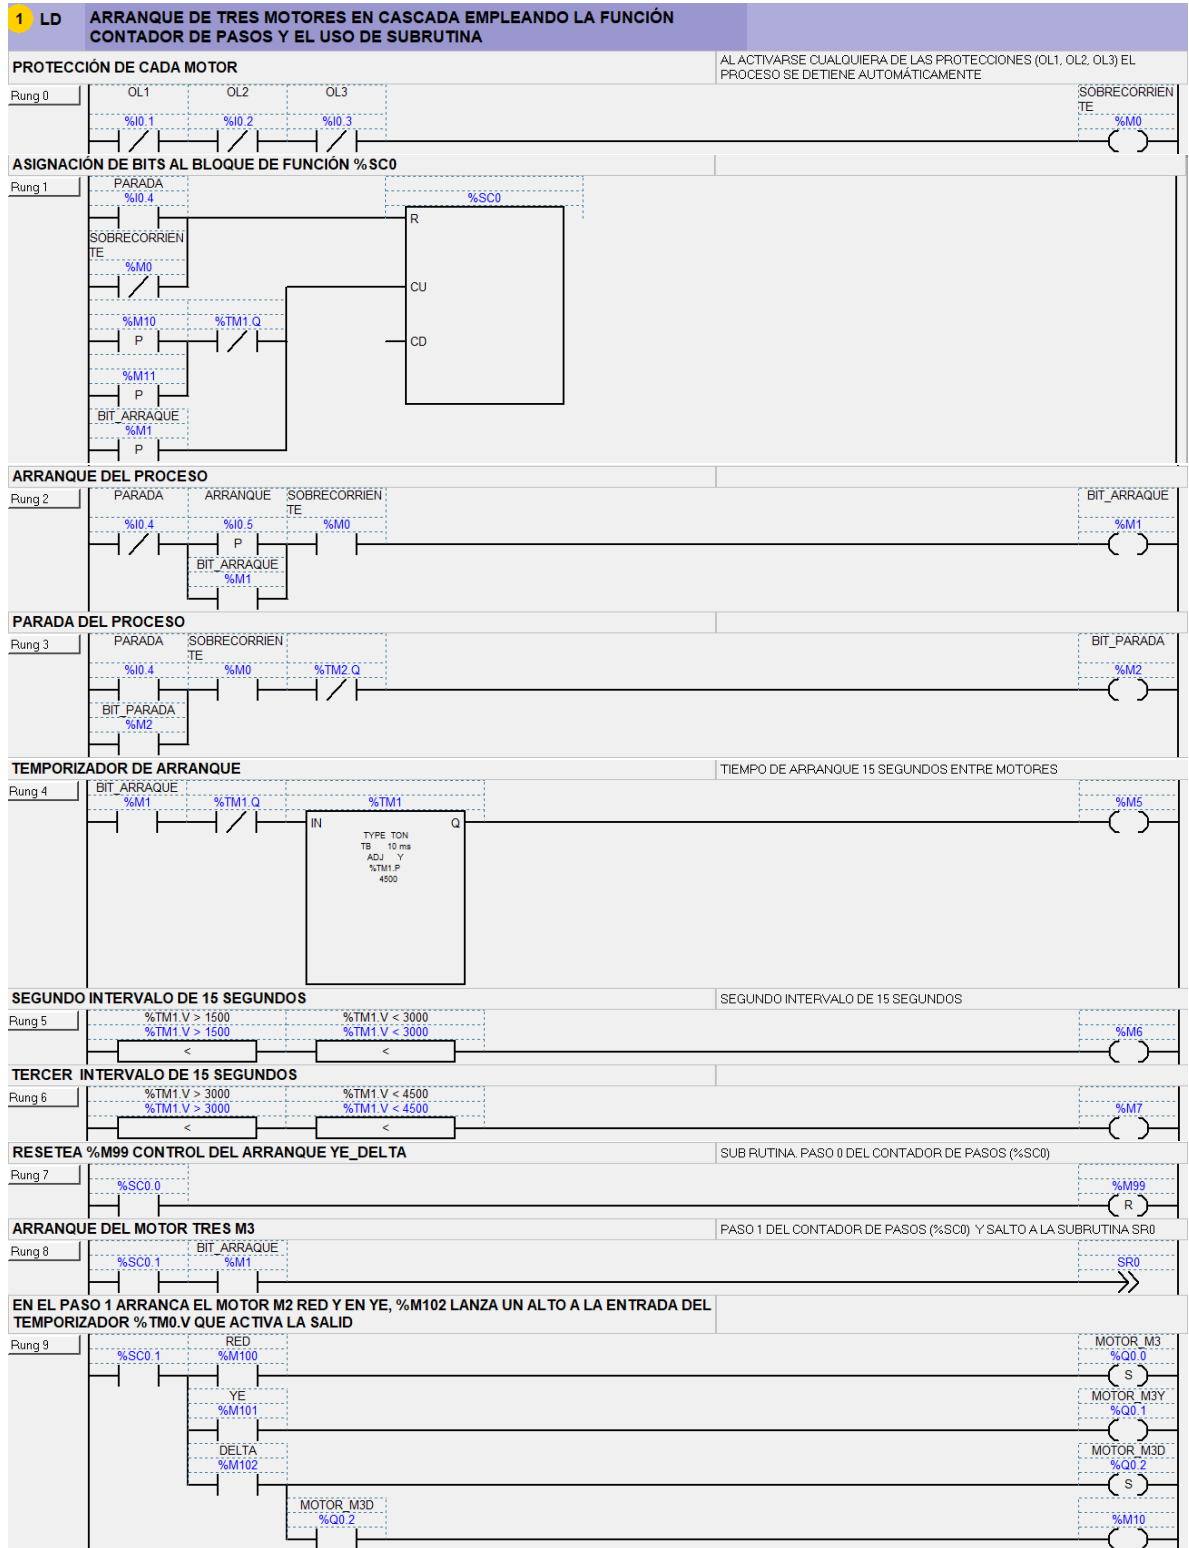 1 LD ARRANQUE DE TRES MOTORES EN CASCADA EMPLEANDO LA FUNCIÓN
CONTADOR DE PASOS Y EL USO DE SUBRUTINA
PROTECCIÓN DE CADA MOTOR
AL ACTIVARSE CUALQUIERA DE LAS PROTECCIONES (OL1, OL2, OL3) EL
PROCESO SE DETIENE AUTOMÁTICAMENTE
Rung 0
OL1 OL2 OL3 SOBRECORRIEN
TE
%I0.1 %I0.2 %I0.3 %M0
ASIGNACIÓN DE BITS AL BLOQUE DE FUNCIÓN %SC0
Rung 1
PARADA
%I0.4 %SC0
R
SOBRECORRIEN
TE
%M0
CU
%M10 %TM1.Q
P
CD
%M11
P
BIT_ARRAQUE
%M1
P
ARRANQUE DEL PROCESO
Rung 2
PARADA ARRANQUE SOBRECORRIEN
TE
BIT_ARRAQUE
%I0.4 %I0.5 %M0 %M1
P
BIT_ARRAQUE
%M1
PARADA DEL PROCESO
Rung 3
PARADA SOBRECORRIEN
TE
BIT_PARADA
%I0.4 %M0 %TM2.Q %M2
BIT_PARADA
%M2
TEMPORIZADOR DE ARRANQUE
TIEMPO DE ARRANQUE 15 SEGUNDOS ENTRE MOTORES
Rung 4
BIT_ARRAQUE
%M1 %TM1.Q %TM1 %M5
IN Q
TYPE TON
TB 10 ms
ADJ Y
%TM1.P
4500
SEGUNDO INTERVALO DE 15 SEGUNDOS
SEGUNDO INTERVALO DE 15 SEGUNDOS
Rung 5
%TM1.V > 1500 %TM1.V < 3000
%TM1.V > 1500 %TM1.V < 3000 %M6
< <
TERCER INTERVALO DE 15 SEGUNDOS
Rung 6
%TM1.V > 3000 %TM1.V < 4500
%TM1.V > 3000 %TM1.V < 4500 %M7
< <
RESETEA %M99 CONTROL DEL ARRANQUE YE_DELTA
SUB RUTINA. PASO 0 DEL CONTADOR DE PASOS (%SC0)
Rung 7
%SC0.0 %M99
R
ARRANQUE DEL MOTOR TRES M3
PASO 1 DEL CONTADOR DE PASOS (%SC0) Y SALTO A LA SUBRUTINA SR0
Rung 8
BIT_ARRAQUE
%SC0.1 %M1 SR0
EN EL PASO 1 ARRANCA EL MOTOR M2 RED Y EN YE, %M102 LANZA UN ALTO A LA ENTRADA DEL
TEMPORIZADOR %TM0.V QUE ACTIVA LA SALID
Rung 9
RED MOTOR_M3
%SC0.1 %M100 %Q0.0
S
YE MOTOR_M3Y
%M101 %Q0.1
DELTA MOTOR_M3D
%M102 %Q0.2
S
MOTOR_M3D
%Q0.2 %M10